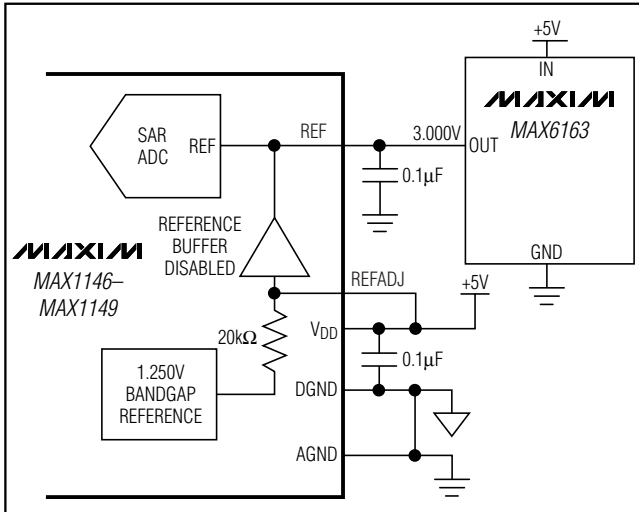 +5V
IN
MAXIM
MAX6163
OUT
GND
3.000V
REF
0.1µF
SAR
ADC
REF
REFERENCE
BUFFER
DISABLED
MAXIM
MAX1146–
MAX1149
REFADJ
+5V
VDD
20kΩ
0.1µF
1.250V
BANDGAP
REFERENCE
DGND
AGND